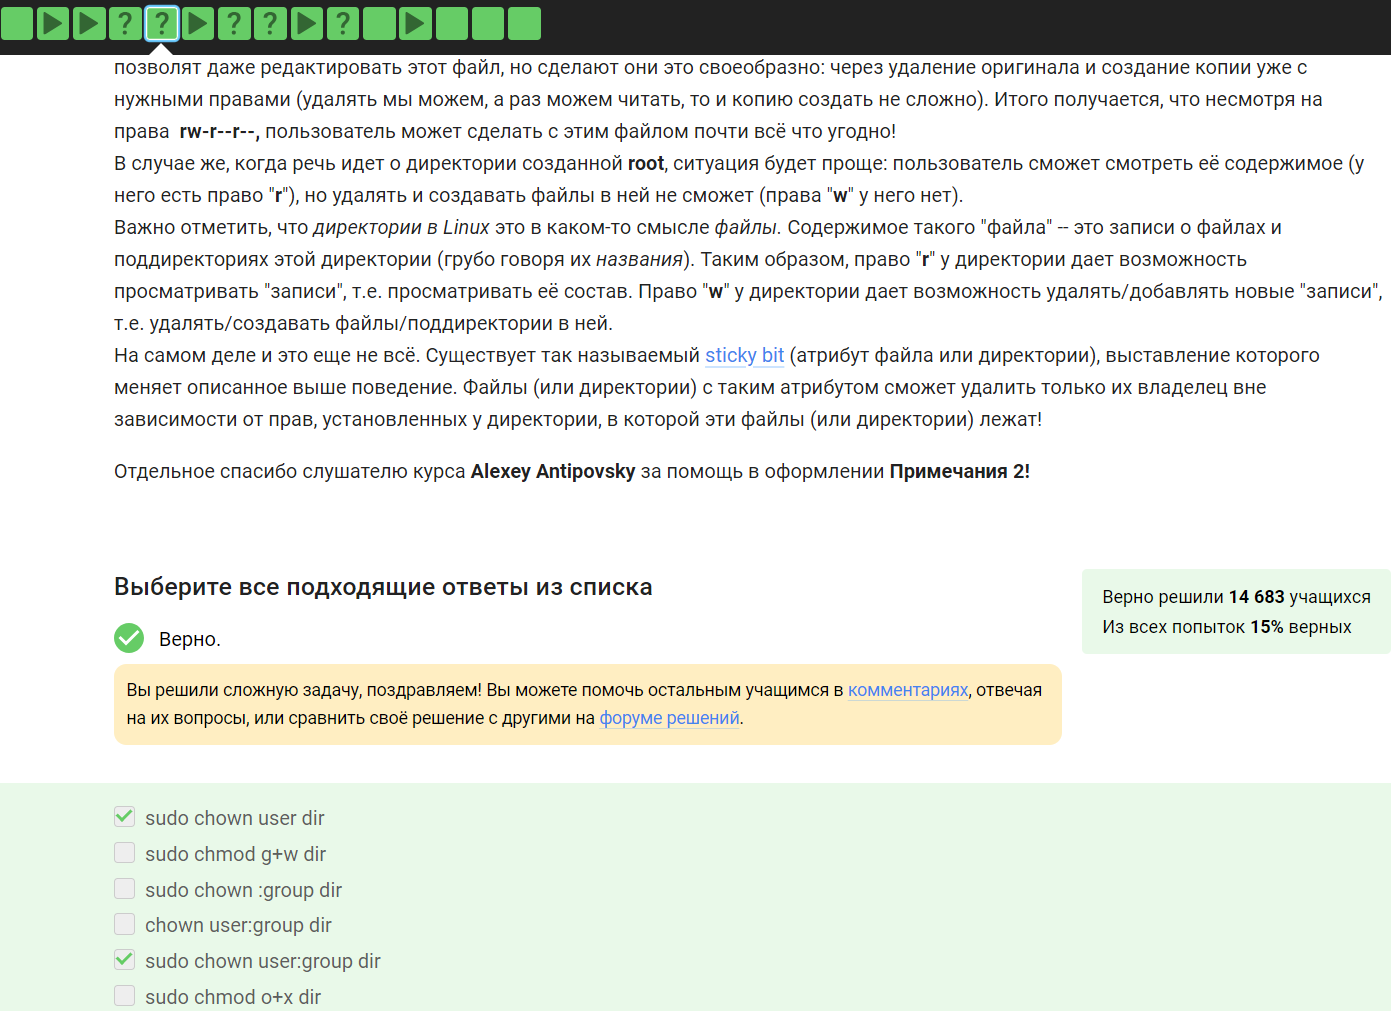 позволят даже редактировать этот файл, но сделают они это своеобразно: через удаление оригинала и создание копии уже с
нужными правами (удалять мы можем, а раз можем читать, то и копию создать не сложно). Итого получается, что несмотря на
права rw-r--r--, пользователь может сделать с этим файлом почти всё что угодно!
В случае же, когда речь идет о директории созданной root, ситуация будет проще: пользователь сможет смотреть её содержимое (у
него есть право "r"), но удалять и создавать файлы в ней не сможет (права "w" у него нет).
Важно отметить, что директории в Linux это в каком-то смысле файлы. Содержимое такого "файла" -- это записи о файлах и
поддиректориях этой директории (грубо говоря их названия). Таким образом, право "r" у директории дает возможность
просматривать "записи", т.е. просматривать её состав. Право "w" у директории дает возможность удалять/добавлять новые "записи",
т.е. удалять/создавать файлы/поддиректории в ней.
На самом деле и это еще не всё. Существует так называемый sticky bit (атрибут файла или директории), выставление которого
меняет описанное выше поведение. Файлы (или директории) с таким атрибутом сможет удалить только их владелец вне
зависимости от прав, установленных у директории, в которой эти файлы (или директории) лежат!
Отдельное спасибо слушателю курса Alexey Antipovsky за помощь в оформлении Примечания 2!
Выберите все подходящие ответы из списка
Верно решили 14 683 учащихся
Из всех попыток 15% верных
Верно.
Вы решили сложную задачу, поздравляем! Вы можете помочь остальным учащимся в комментариях, отвечая
на их вопросы, или сравнить своё решение с другими на форуме решений.
sudo chown user dir
sudo chmod g+w dir
sudo chown :group dir
chown user:group dir
sudo chown user:group dir
sudo chmod o+x dir